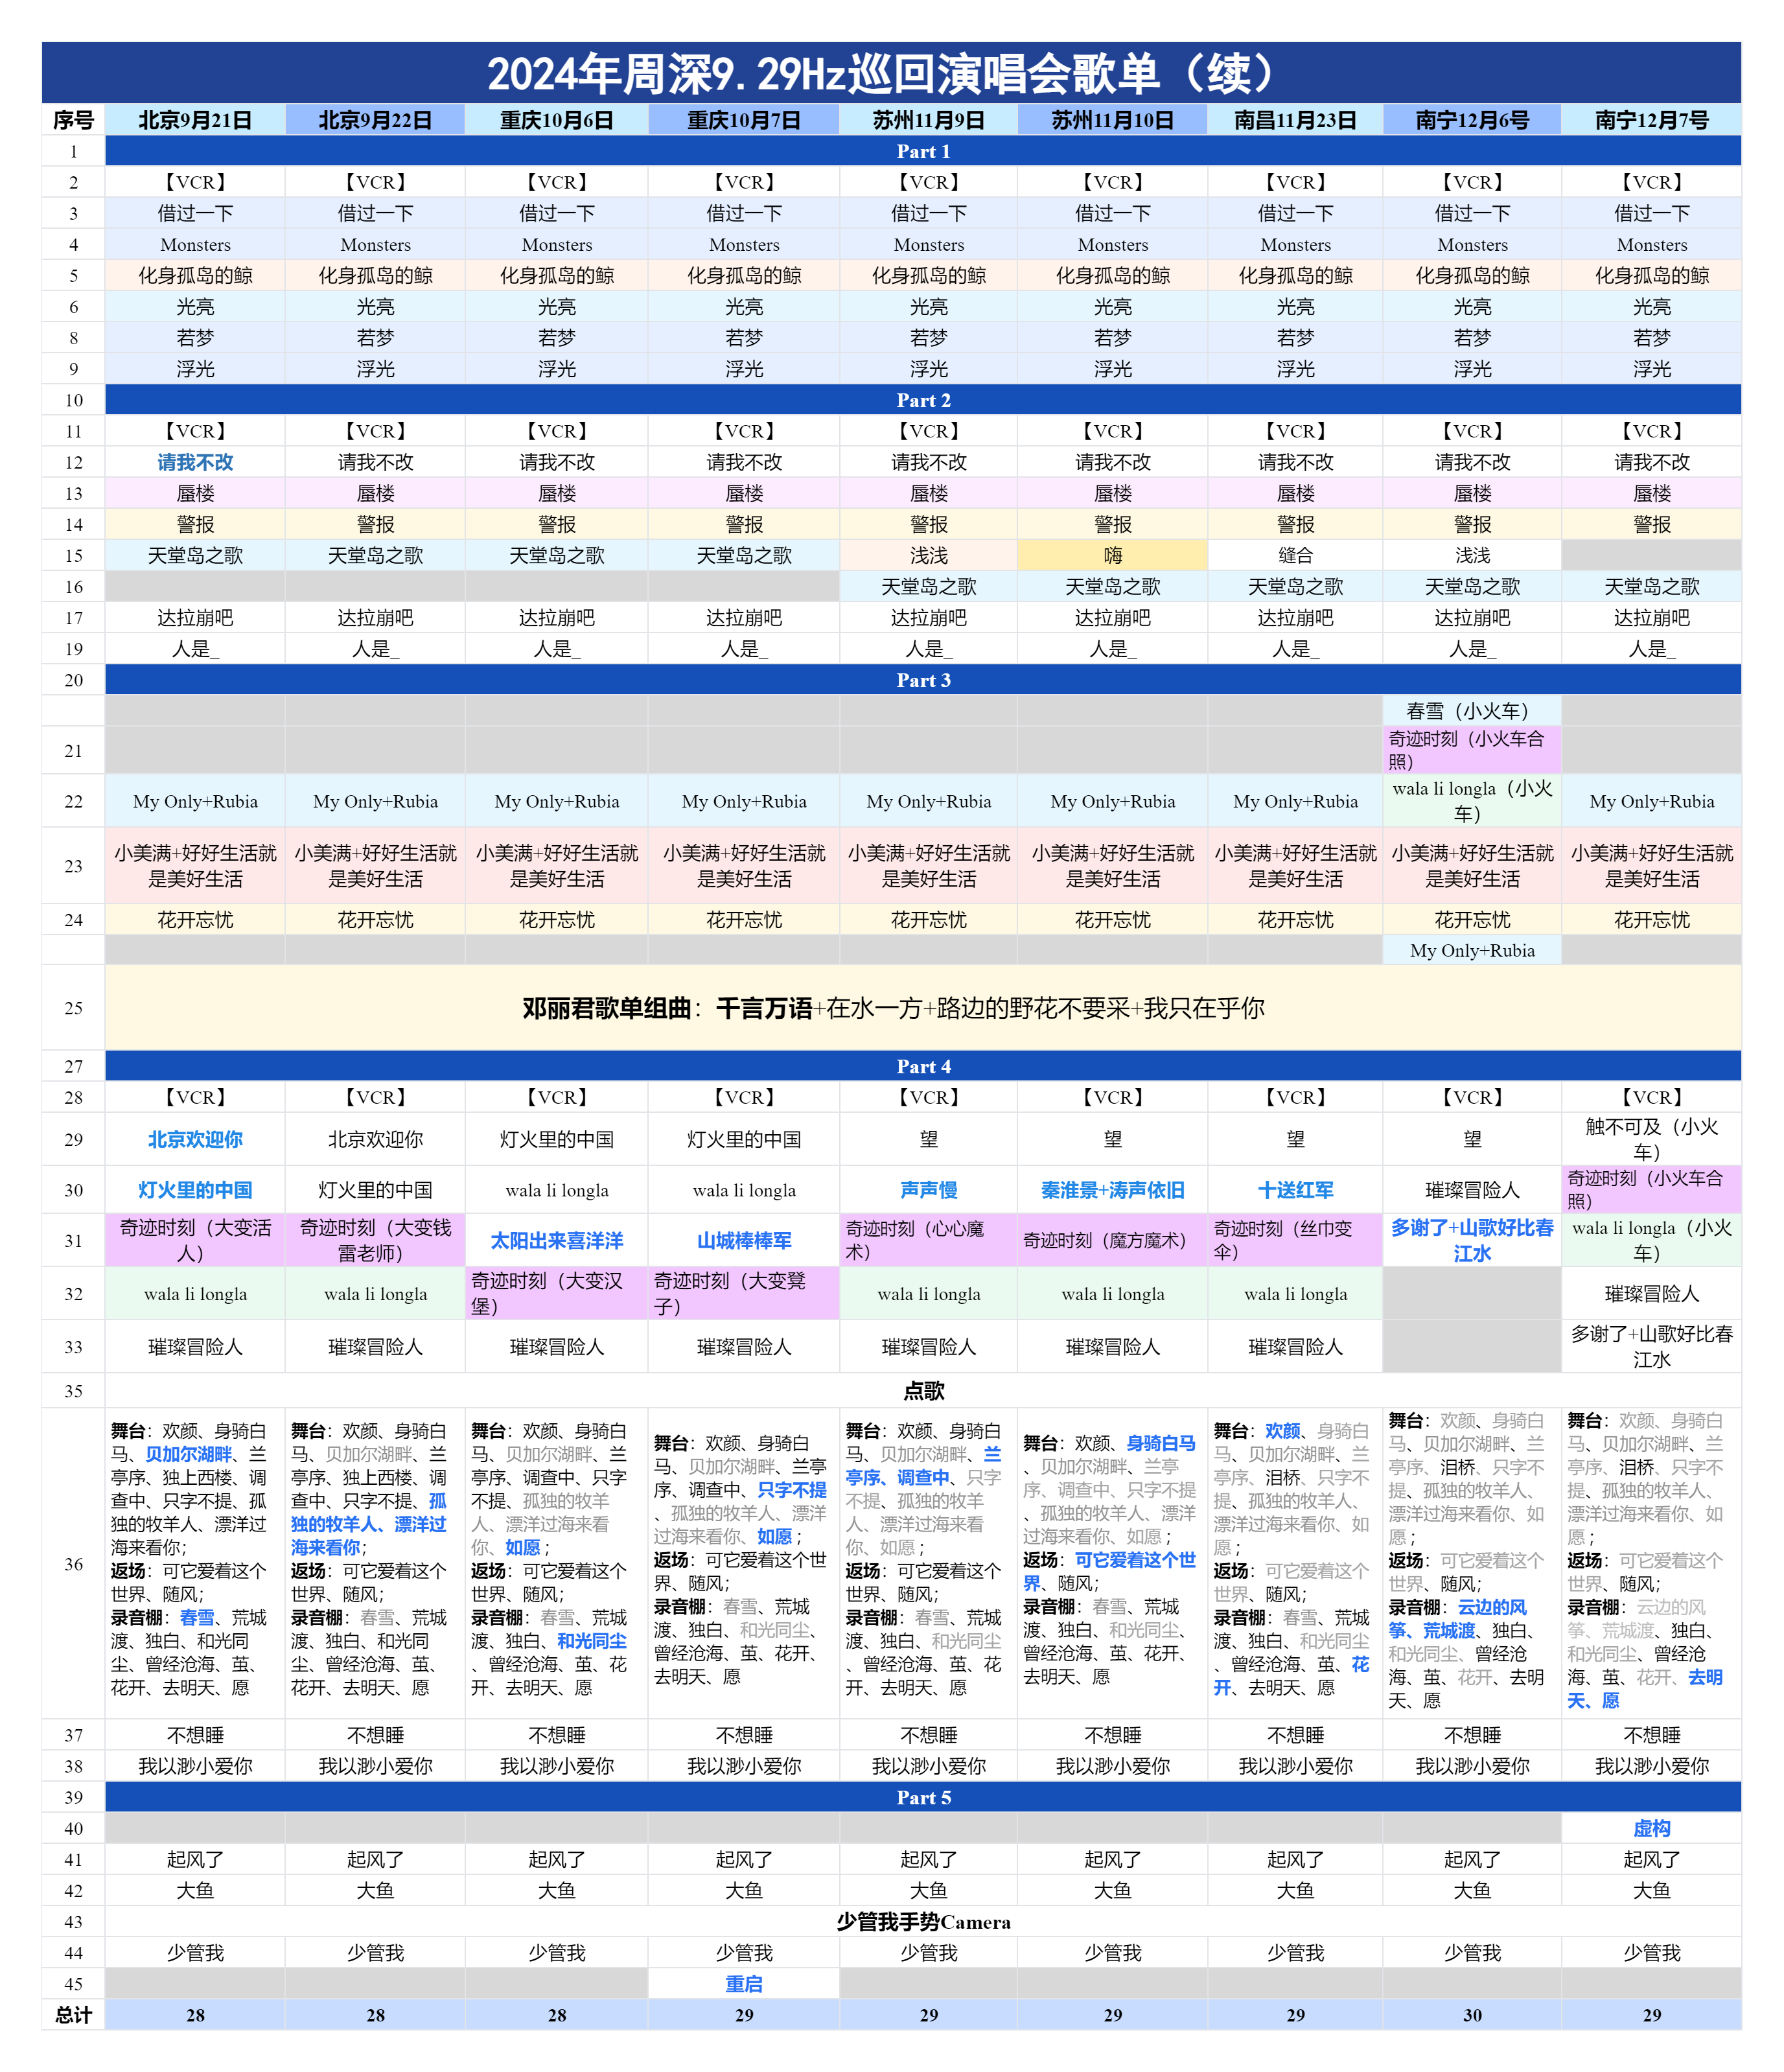 2024年周深9.29Hz巡回演唱会歌单（续）
序号 北京9月21日 北京9月22日 重庆10月6日 重庆10月7日 苏州11月9日 苏州11月10日 南昌11月23日 南宁12月6号 南宁12月7号
1 Part 1
2 【VCR】 【VCR】 【VCR】 【VCR】 【VCR】 【VCR】 【VCR】 【VCR】 【VCR】
3 借过一下 借过一下 借过一下 借过一下 借过一下 借过一下 借过一下 借过一下 借过一下
4 Monsters Monsters Monsters Monsters Monsters Monsters Monsters Monsters Monsters
5 化身孤岛的鲸 化身孤岛的鲸 化身孤岛的鲸 化身孤岛的鲸 化身孤岛的鲸 化身孤岛的鲸 化身孤岛的鲸 化身孤岛的鲸 化身孤岛的鲸
6 光亮 光亮 光亮 光亮 光亮 光亮 光亮 光亮 光亮
8 若梦 若梦 若梦 若梦 若梦 若梦 若梦 若梦 若梦
9 浮光 浮光 浮光 浮光 浮光 浮光 浮光 浮光 浮光
10 Part 2
11 【VCR】 【VCR】 【VCR】 【VCR】 【VCR】 【VCR】 【VCR】 【VCR】 【VCR】
12 请我不改 请我不改 请我不改 请我不改 请我不改 请我不改 请我不改 请我不改 请我不改
13 蜃楼 蜃楼 蜃楼 蜃楼 蜃楼 蜃楼 蜃楼 蜃楼 蜃楼
14 警报 警报 警报 警报 警报 警报 警报 警报 警报
15 天堂岛之歌 天堂岛之歌 天堂岛之歌 天堂岛之歌 浅浅 嗨 缝合 浅浅
16 天堂岛之歌 天堂岛之歌 天堂岛之歌 天堂岛之歌 天堂岛之歌
17 达拉崩吧 达拉崩吧 达拉崩吧 达拉崩吧 达拉崩吧 达拉崩吧 达拉崩吧 达拉崩吧 达拉崩吧
19 人是_ 人是_ 人是_ 人是_ 人是_ 人是_ 人是_ 人是_ 人是_
20 Part 3
春雪（小火车）
21 奇迹时刻（小火车合
照）
22 My Only+Rubia My Only+Rubia My Only+Rubia My Only+Rubia My Only+Rubia My Only+Rubia My Only+Rubia wala li longla（小火 My Only+Rubia
车）
23 小美满+好好生活就 小美满+好好生活就 小美满+好好生活就 小美满+好好生活就 小美满+好好生活就 小美满+好好生活就 小美满+好好生活就 小美满+好好生活就 小美满+好好生活就
是美好生活 是美好生活 是美好生活 是美好生活 是美好生活 是美好生活 是美好生活 是美好生活 是美好生活
24 花开忘忧 花开忘忧 花开忘忧 花开忘忧 花开忘忧 花开忘忧 花开忘忧 花开忘忧 花开忘忧
My Only+Rubia
25 邓丽君歌单组曲：千言万语+在水一方+路边的野花不要采+我只在乎你
27 Part 4
28 【VCR】 【VCR】 【VCR】 【VCR】 【VCR】 【VCR】 【VCR】 【VCR】 【VCR】
29 北京欢迎你 北京欢迎你 灯火里的中国 灯火里的中国 望 望 望 望 触不可及（小火
车）
30 灯火里的中国 灯火里的中国 wala li longla wala li longla 声声慢 秦淮景+涛声依旧 十送红军 璀璨冒险人 奇迹时刻（小火车合
照）
31 奇迹时刻（大变活 奇迹时刻（大变钱 太阳出来喜洋洋 山城棒棒军 奇迹时刻（心心魔 奇迹时刻（魔方魔术） 奇迹时刻（丝巾变 多谢了+山歌好比春 wala li longla（小火
人） 雷老师） 术） 伞） 江水 车）
32 wala li longla wala li longla 奇迹时刻（大变汉 奇迹时刻（大变凳 wala li longla wala li longla wala li longla 璀璨冒险人
堡） 子）
33 璀璨冒险人 璀璨冒险人 璀璨冒险人 璀璨冒险人 璀璨冒险人 璀璨冒险人 璀璨冒险人 多谢了+山歌好比春
江水
35 点歌
36
舞台：欢颜、身骑白
马、贝加尔湖畔、兰
亭序、独上西楼、调
查中、只字不提、孤
独的牧羊人、漂洋过
海来看你；
返场：可它爱着这个
世界、随风；
录音棚：春雪、荒城
渡、独白、和光同
尘、曾经沧海、茧、
花开、去明天、愿
舞台：欢颜、身骑白
马、贝加尔湖畔、兰
亭序、独上西楼、调
查中、只字不提、孤
独的牧羊人、漂洋过
海来看你；
返场：可它爱着这个
世界、随风；
录音棚：春雪、荒城
渡、独白、和光同
尘、曾经沧海、茧、
花开、去明天、愿
舞台：欢颜、身骑白
马、贝加尔湖畔、兰
亭序、调查中、只字
不提、孤独的牧羊
人、漂洋过海来看
你、如愿；
返场：可它爱着这个
世界、随风；
录音棚：春雪、荒城
渡、独白、和光同尘
、曾经沧海、茧、花
开、去明天、愿
舞台：欢颜、身骑白
马、贝加尔湖畔、兰亭
序、调查中、只字不提
、孤独的牧羊人、漂洋
过海来看你、如愿；
返场：可它爱着这个世
界、随风；
录音棚：春雪、荒城
渡、独白、和光同尘、
曾经沧海、茧、花开、
去明天、愿
舞台：欢颜、身骑白
马、贝加尔湖畔、兰
亭序、调查中、只字
不提、孤独的牧羊
人、漂洋过海来看
你、如愿；
返场：可它爱着这个
世界、随风；
录音棚：春雪、荒城
渡、独白、和光同尘
、曾经沧海、茧、花
开、去明天、愿
舞台：欢颜、身骑白马
、贝加尔湖畔、兰亭
序、调查中、只字不提
、孤独的牧羊人、漂洋
过海来看你、如愿；
返场：可它爱着这个世
界、随风；
录音棚：春雪、荒城
渡、独白、和光同尘、
曾经沧海、茧、花开、
去明天、愿
舞台：欢颜、身骑白
马、贝加尔湖畔、兰
亭序、泪桥、只字不
提、孤独的牧羊人、
漂洋过海来看你、如
愿；
返场：可它爱着这个
世界、随风；
录音棚：春雪、荒城
渡、独白、和光同尘
、曾经沧海、茧、花
开、去明天、愿
舞台：欢颜、身骑白
马、贝加尔湖畔、兰
亭序、泪桥、只字不
提、孤独的牧羊人、
漂洋过海来看你、如
愿；
返场：可它爱着这个
世界、随风；
录音棚：云边的风
筝、荒城渡、独白、
和光同尘、曾经沧
海、茧、花开、去明
天、愿
舞台：欢颜、身骑白
马、贝加尔湖畔、兰
亭序、泪桥、只字不
提、孤独的牧羊人、
漂洋过海来看你、如
愿；
返场：可它爱着这个
世界、随风；
录音棚：云边的风
筝、荒城渡、独白、
和光同尘、曾经沧
海、茧、花开、去明
天、愿
37 不想睡 不想睡 不想睡 不想睡 不想睡 不想睡 不想睡 不想睡 不想睡
38 我以渺小爱你 我以渺小爱你 我以渺小爱你 我以渺小爱你 我以渺小爱你 我以渺小爱你 我以渺小爱你 我以渺小爱你 我以渺小爱你
39 Part 5
40 虚构
41 起风了 起风了 起风了 起风了 起风了 起风了 起风了 起风了 起风了
42 大鱼 大鱼 大鱼 大鱼 大鱼 大鱼 大鱼 大鱼 大鱼
43 少管我手势Camera
44 少管我 少管我 少管我 少管我 少管我 少管我 少管我 少管我 少管我
45 重启
总计 28 28 28 29 29 29 29 30 29